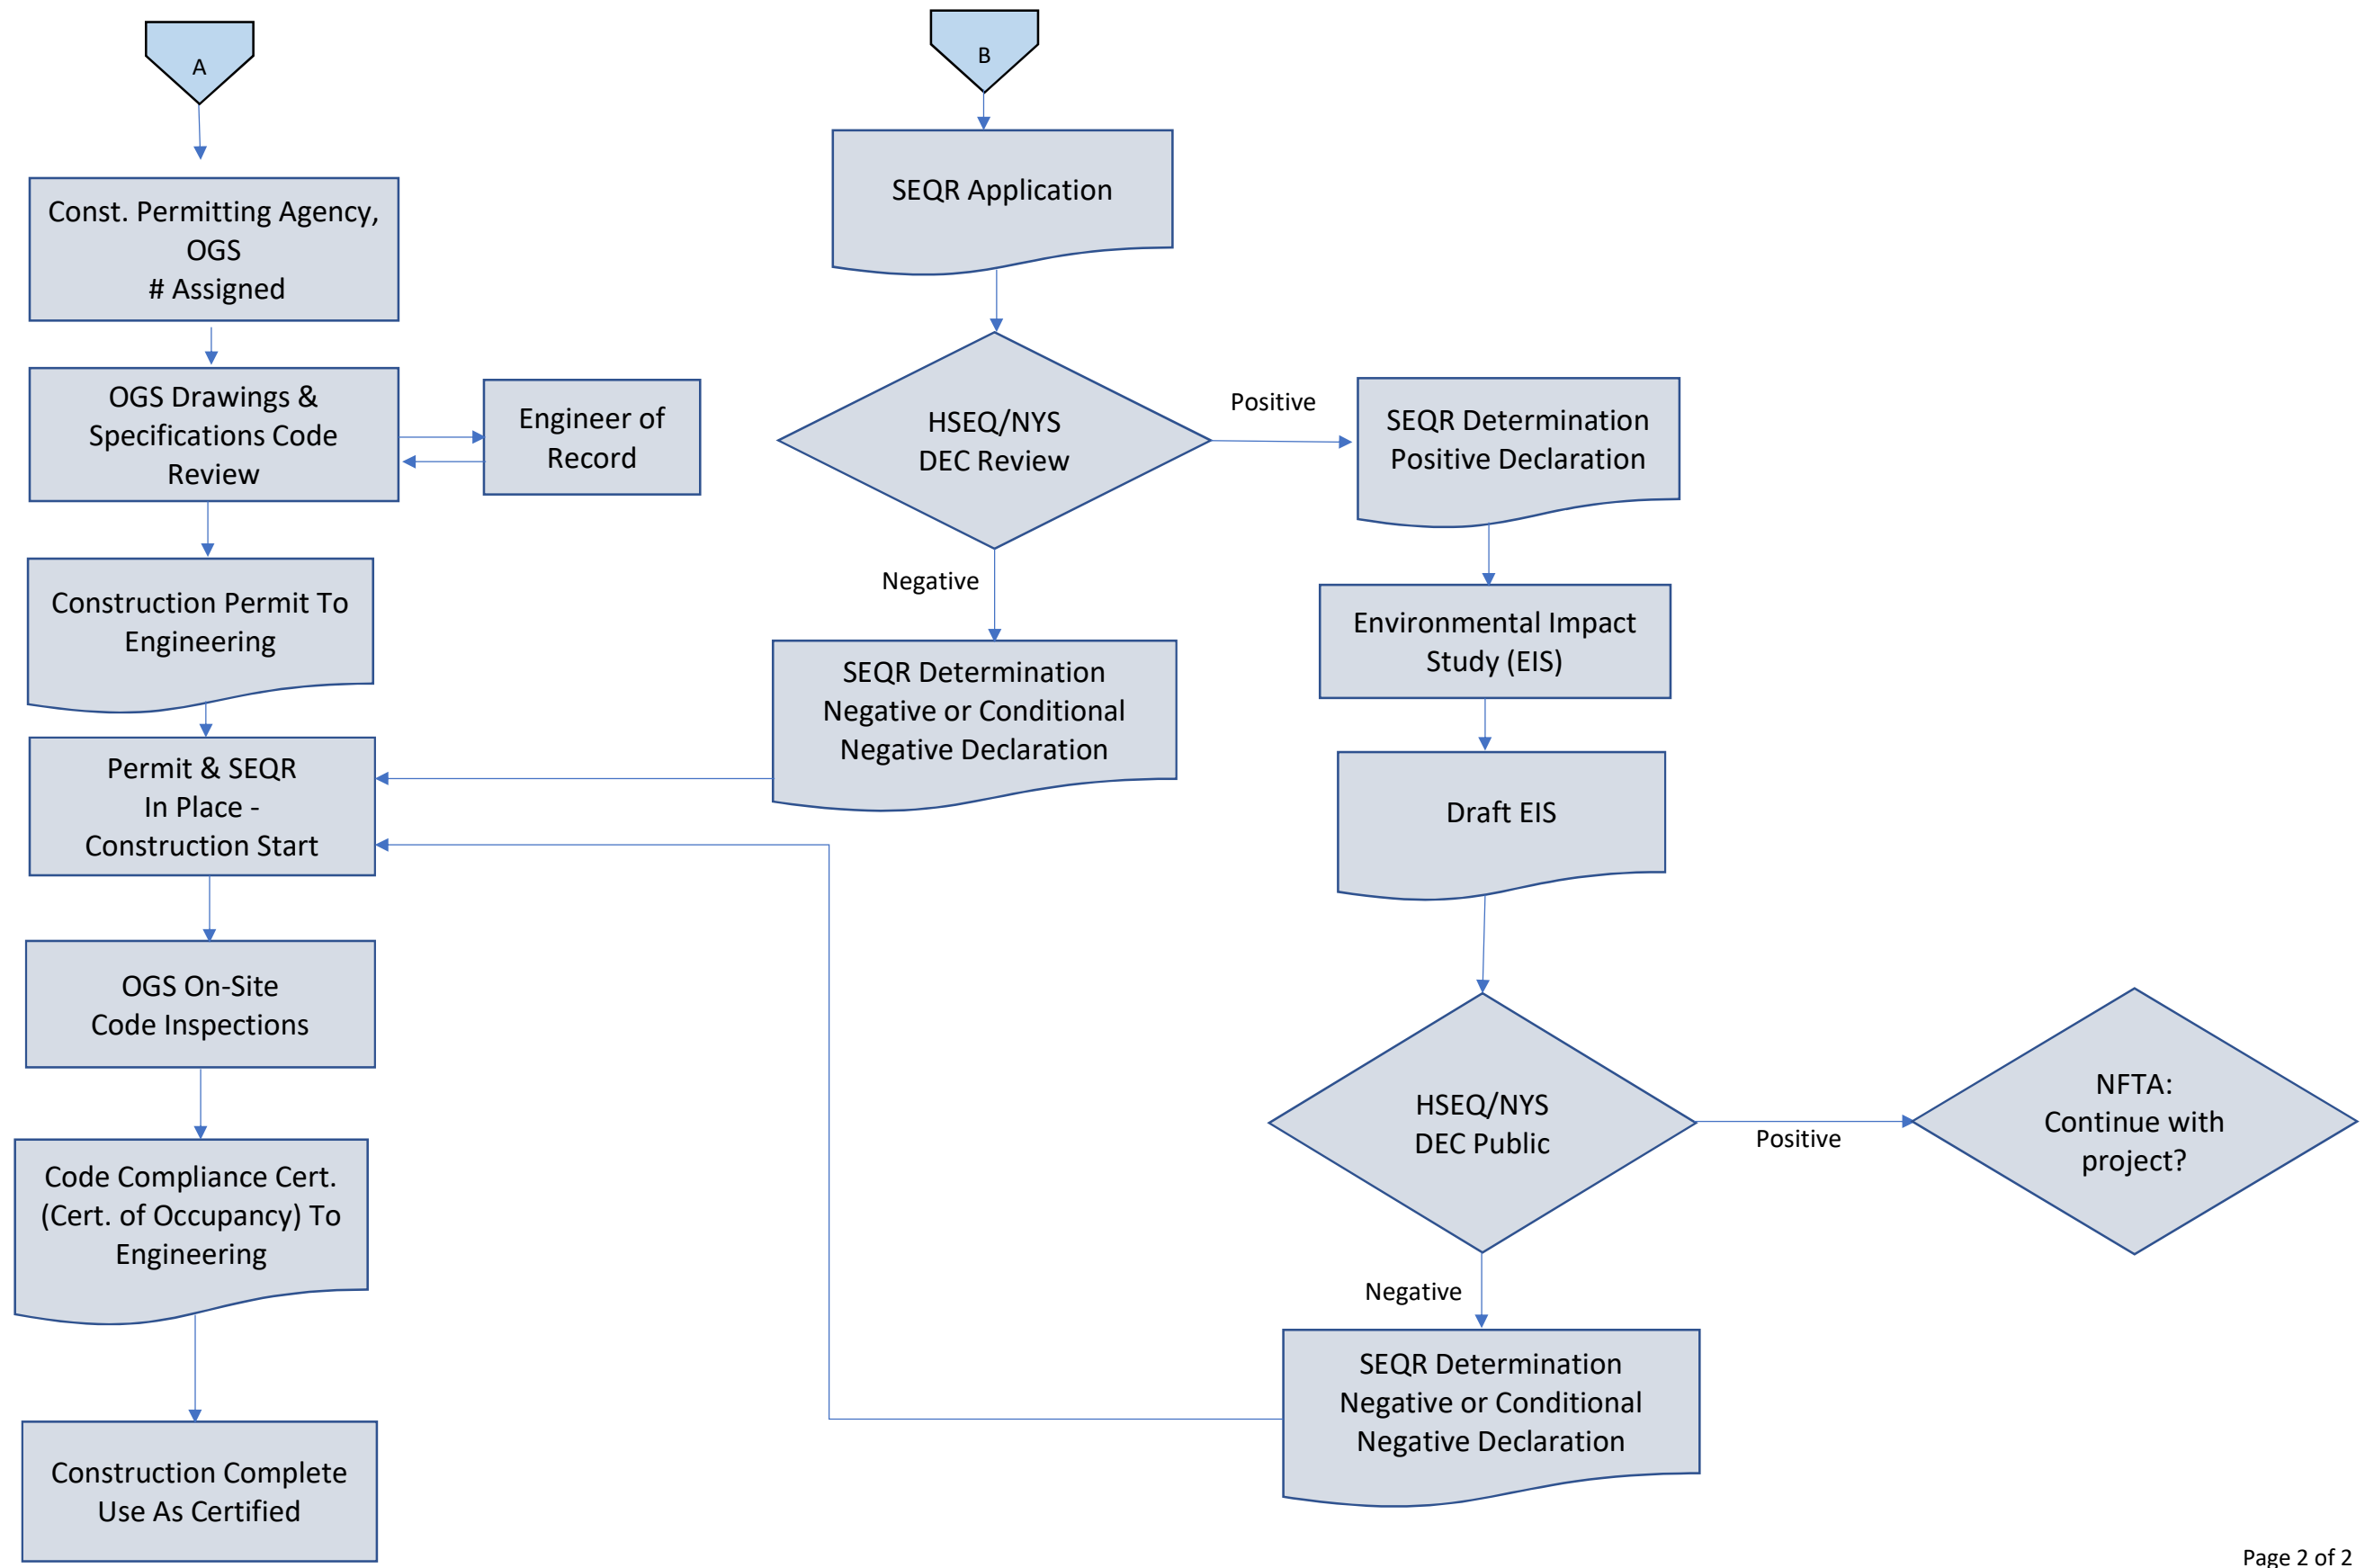 A
Const. Permitting Agency,
OGS
# Assigned
OGS Drawings &
Specifications Code
Review
Engineer of
Record
Construction Permit To
Engineering
Permit & SEQR
In Place -
Construction Start
OGS On-Site
Code Inspections
Code Compliance Cert.
(Cert. of Occupancy) To
Engineering
Construction Complete
Use As Certified
B
SEQR Application
HSEQ/NYS
DEC Review
Positive
Negative
SEQR Determination
Negative or Conditional
Negative Declaration
SEQR Determination
Positive Declaration
Environmental Impact
Study (EIS)
Draft EIS
HSEQ/NYS
DEC Public
Positive
NFTA:
Continue with
project?
Negative
SEQR Determination
Negative or Conditional
Negative Declaration
Page 2 of 2